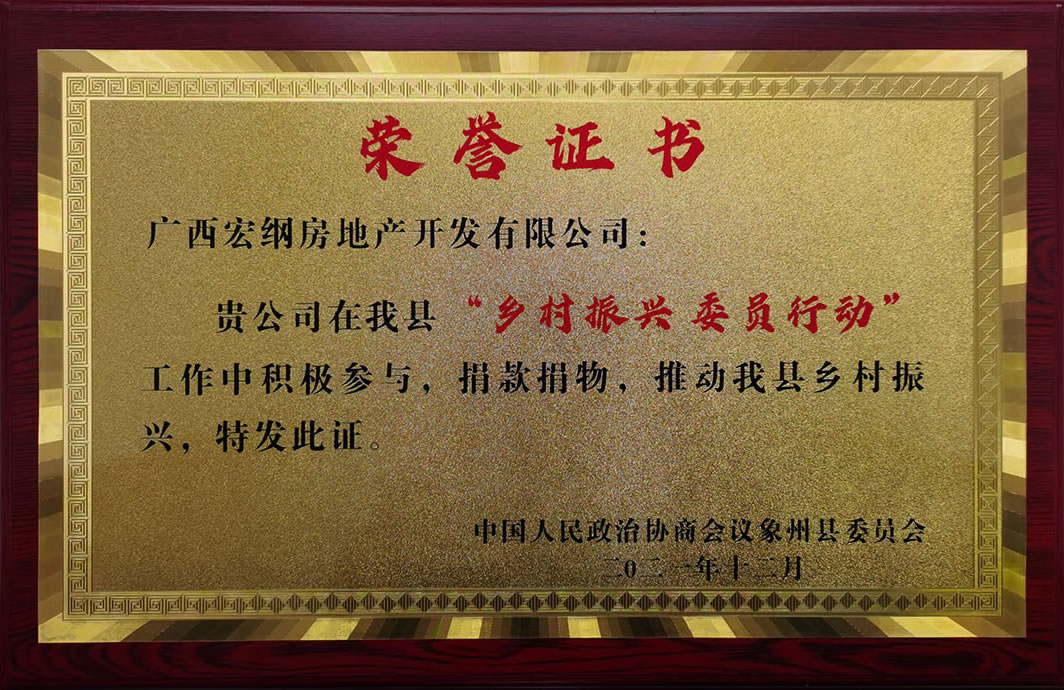 荣誉证书
广西宏纲房地产开发有限公司：
贵公司在我县“乡村振兴 委员行动”
工作中积极参与，捐款捐物，推动我县乡村振
兴，特发此证。
中国人民政治协商会议象州县委员会
二0二一年十二月